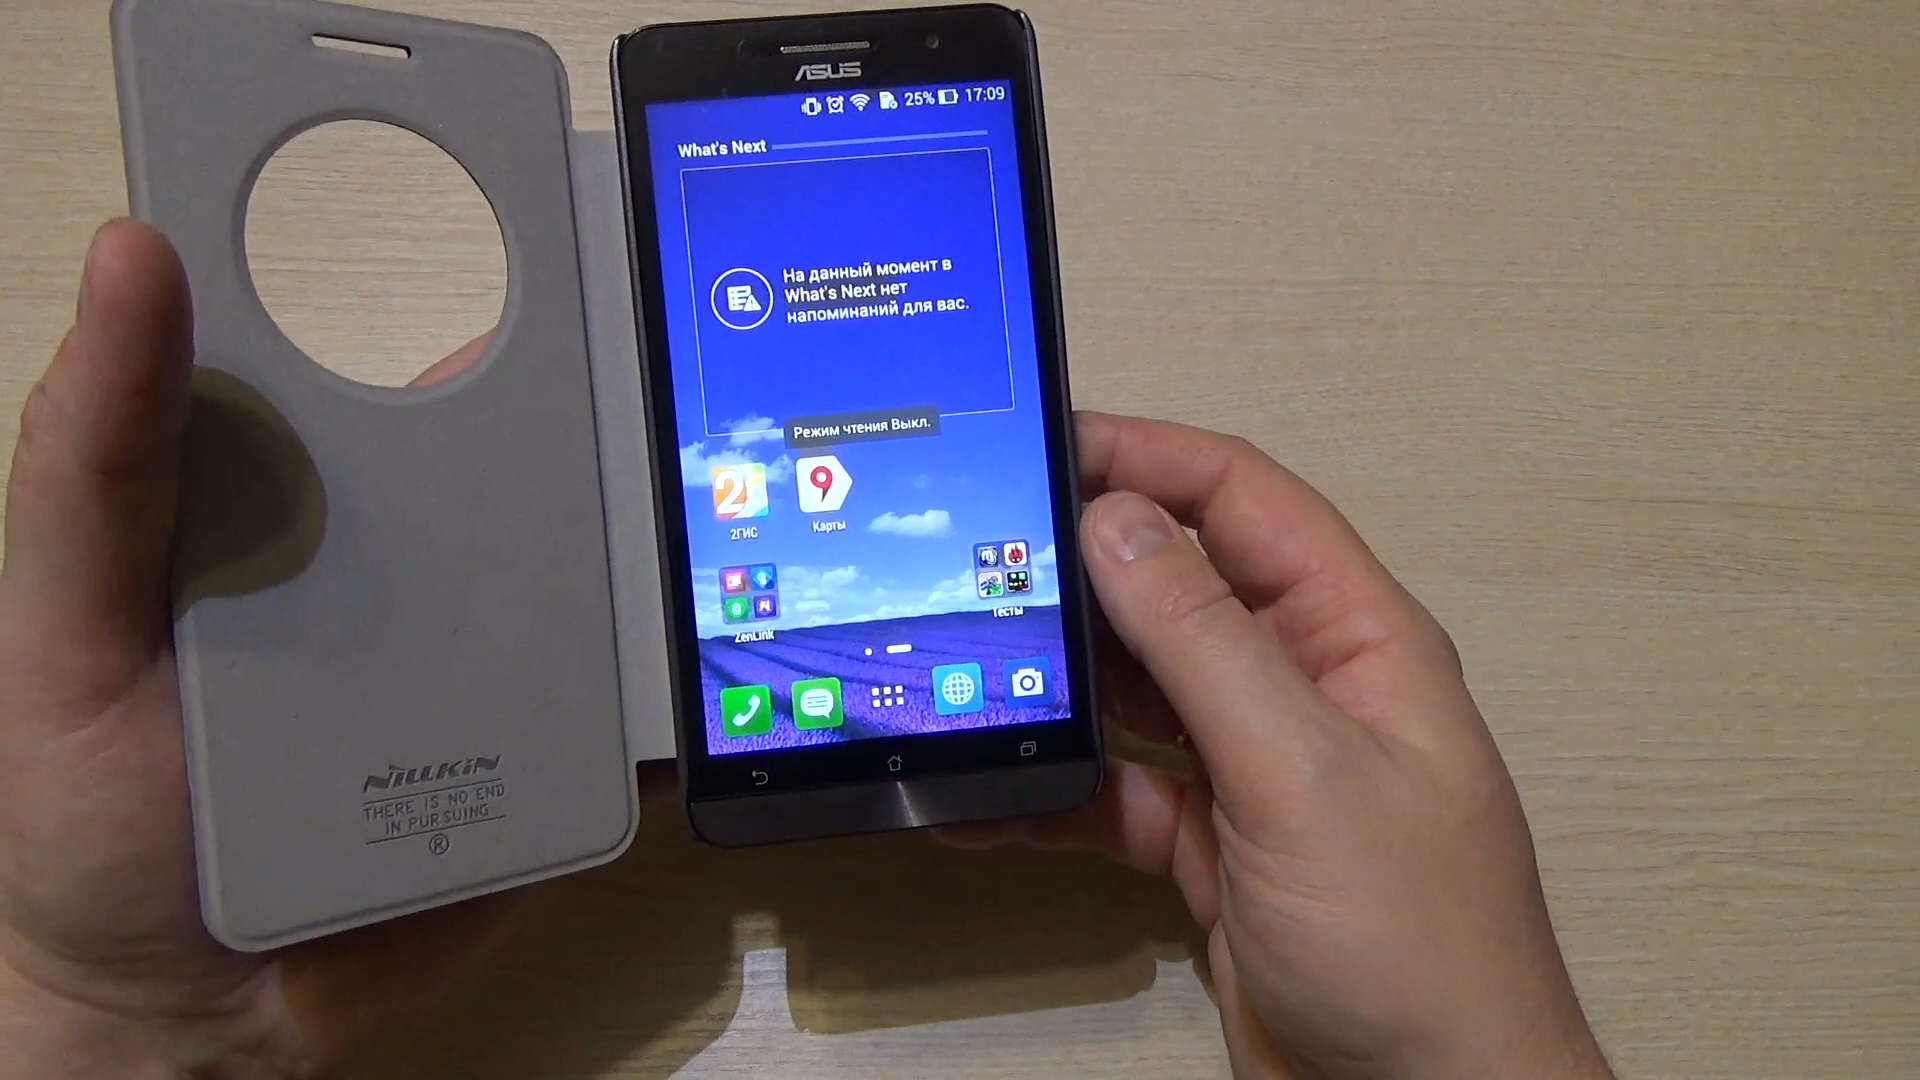 ASUS
25% 17:09
What's Next
На данный момент в
What's Next нет
напоминаний для вас.
Режим чтения Выкл.
2ГИС
Карты
ZenLink
Тесты
NILLKIN
THERE IS NO END
IN PURSUING
®